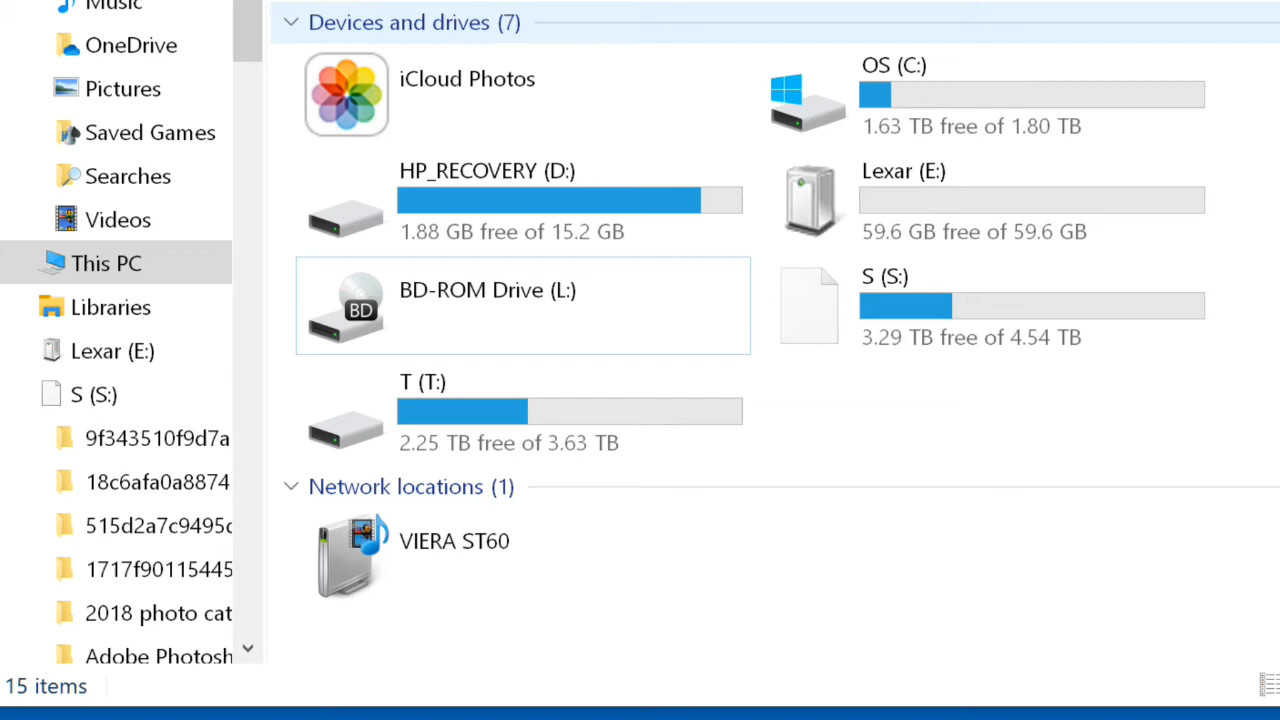 Music
OneDrive
Pictures
Saved Games
Searches
Videos
This PC
Libraries
Lexar (E:)
S (S:)
9f343510f9d7a
18c6afa0a8874
515d2a7c9495c
1717f90115445
2018 photo cat
Adobe Photosh
15 items
Devices and drives (7)
iCloud Photos
OS (C:)
1.63 TB free of 1.80 TB
HP_RECOVERY (D:)
1.88 GB free of 15.2 GB
Lexar (E:)
59.6 GB free of 59.6 GB
BD
BD-ROM Drive (L:)
S (S:)
3.29 TB free of 4.54 TB
T (T:)
2.25 TB free of 3.63 TB
Network locations (1)
VIERA ST60